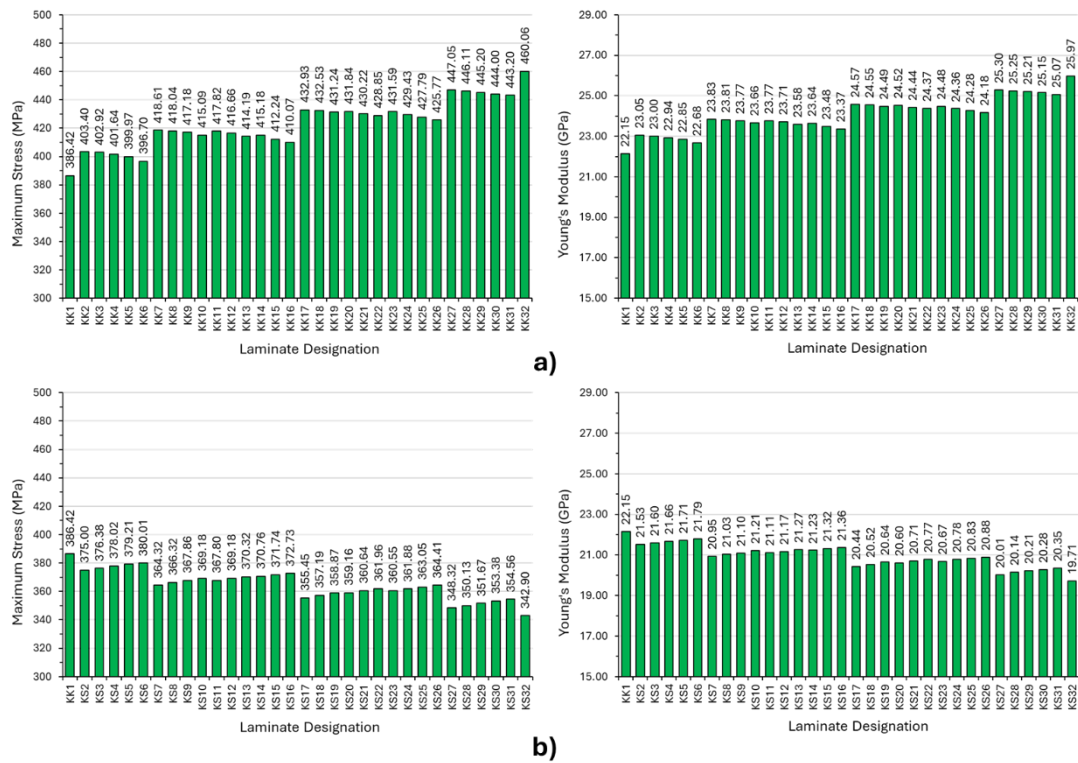 500
480
460
440
420
400
380
360
340
320
300
Maximum Stress (MPa)
386.42
403.40
402.92
401.64
399.97
396.70
418.61
418.04
417.18
415.09
417.82
416.66
414.19
415.18
412.24
410.07
432.93
432.53
431.24
431.84
430.22
428.85
431.59
429.43
427.79
425.77
447.05
446.11
445.20
444.00
443.20
460.06
KK1
KK2
KK3
KK4
KK5
KK6
KK7
KK8
KK9
KK10
KK11
KK12
KK13
KK14
KK15
KK16
KK17
KK18
KK19
KK20
KK21
KK22
KK23
KK24
KK25
KK26
KK27
KK28
KK29
KK30
KK31
KK32
Laminate Designation
29.00
27.00
25.00
23.00
21.00
19.00
17.00
15.00
Young's Modulus (GPa)
22.15
23.05
23.00
22.94
22.85
22.68
23.83
23.81
23.77
23.66
23.77
23.71
23.58
23.64
23.48
23.37
24.57
24.55
24.49
24.52
24.44
24.37
24.48
24.36
24.28
24.18
25.30
25.25
25.21
25.15
25.07
25.97
KK1
KK2
KK3
KK4
KK5
KK6
KK7
KK8
KK9
KK10
KK11
KK12
KK13
KK14
KK15
KK16
KK17
KK18
KK19
KK20
KK21
KK22
KK23
KK24
KK25
KK26
KK27
KK28
KK29
KK30
KK31
KK32
Laminate Designation
a)
500
480
460
440
420
400
380
360
340
320
300
Maximum Stress (MPa)
386.42
375.00
376.38
378.02
379.21
380.01
364.32
366.32
367.86
369.18
367.80
369.18
370.32
370.76
371.74
372.73
355.45
357.19
359.87
359.16
360.64
361.96
360.55
361.88
363.05
364.41
348.32
350.13
351.67
353.38
354.56
342.90
KK1
KS2
KS3
KS4
KS5
KS6
KS7
KS8
KS9
KS10
KS11
KS12
KS13
KS14
KS15
KS16
KS17
KS18
KS19
KS20
KS21
KS22
KS23
KS24
KS25
KS26
KS27
KS28
KS29
KS30
KS31
KS32
Laminate Designation
29.00
27.00
25.00
23.00
21.00
19.00
17.00
15.00
Young's Modulus (GPa)
22.15
21.53
21.60
21.66
21.71
21.79
20.95
21.03
21.10
21.21
21.11
21.17
21.27
21.23
21.32
21.36
20.44
20.52
20.64
20.60
20.71
20.77
20.67
20.78
20.83
20.88
20.01
20.14
20.21
20.28
20.35
19.71
KK1
KS2
KS3
KS4
KS5
KS6
KS7
KS8
KS9
KS10
KS11
KS12
KS13
KS14
KS15
KS16
KS17
KS18
KS19
KS20
KS21
KS22
KS23
KS24
KS25
KS26
KS27
KS28
KS29
KS30
KS31
KS32
Laminate Designation
b)